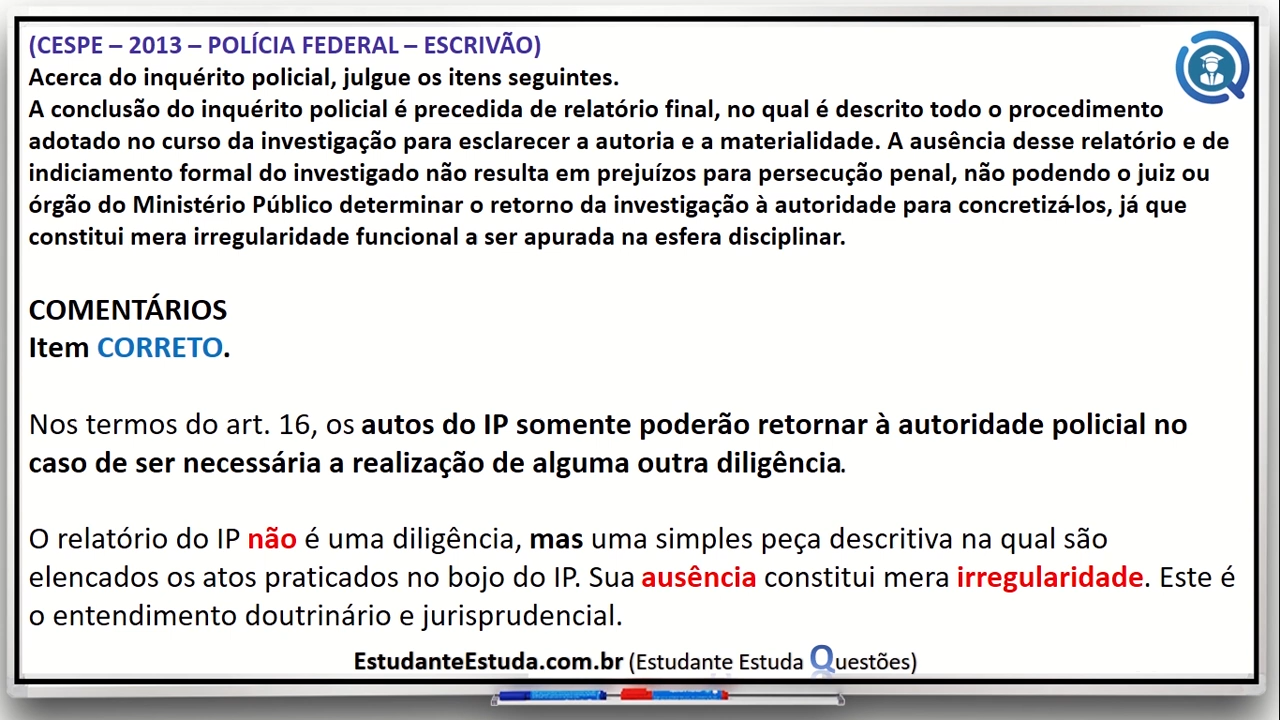 (CESPE – 2013 – POLÍCIA FEDERAL – ESCRIVÃO)
Acerca do inquérito policial, julgue os itens seguintes.
A conclusão do inquérito policial é precedida de relatório final, no qual é descrito todo o procedimento
adotado no curso da investigação para esclarecer a autoria e a materialidade. A ausência desse relatório e de
indiciamento formal do investigado não resulta em prejuízos para persecução penal, não podendo o juiz ou
órgão do Ministério Público determinar o retorno da investigação à autoridade para concretizá-los, já que
constitui mera irregularidade funcional a ser apurada na esfera disciplinar.
COMENTÁRIOS
Item CORRETO.
Nos termos do art. 16, os autos do IP somente poderão retornar à autoridade policial no
caso de ser necessária a realização de alguma outra diligência.
O relatório do IP não é uma diligência, mas uma simples peça descritiva na qual são
elencados os atos praticados no bojo do IP. Sua ausência constitui mera irregularidade. Este é
o entendimento doutrinário e jurisprudencial.
EstudanteEstuda.com.br (Estudante Estuda Questões)